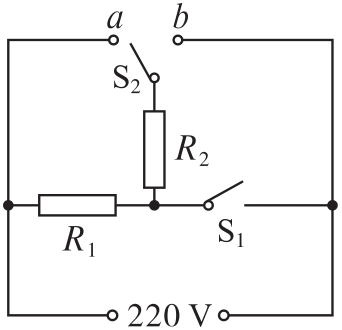 a b
S₂
R₂
R₁ S₁
220 V